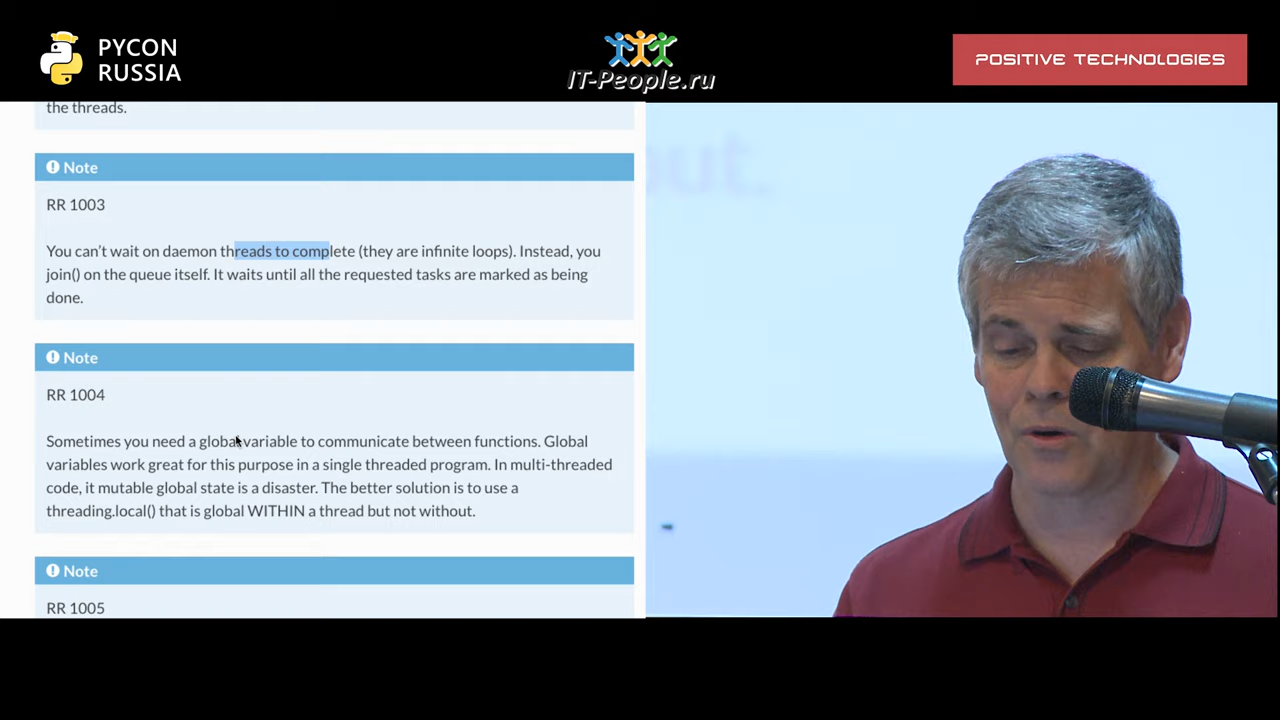 PYCON
RUSSIA
IT-People.ru
POSITIVE TECHNOLOGIES
the threads.
Note
RR 1003
You can’t wait on daemon threads to complete (they are infinite loops). Instead, you
join() on the queue itself. It waits until all the requested tasks are marked as being
done.
Note
RR 1004
Sometimes you need a global variable to communicate between functions. Global
variables work great for this purpose in a single threaded program. In multi-threaded
code, it mutable global state is a disaster. The better solution is to use a
threading.local() that is global WITHIN a thread but not without.
Note
RR 1005
out.